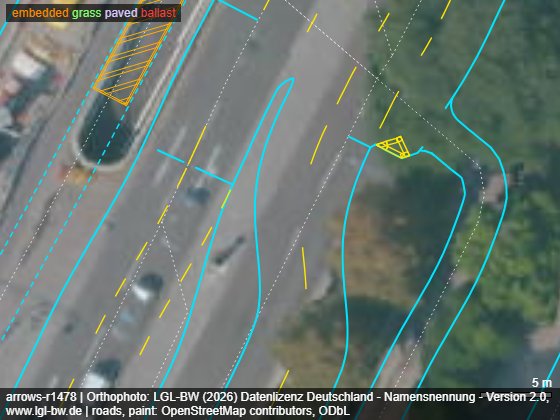 embedded grass paved ballast
5 m
arrows-r1478 | Orthophoto: LGL-BW (2026) Datenlizenz Deutschland - Namensnennung - Version 2.0,
www.lgl-bw.de | roads, paint: OpenStreetMap contributors, ODbL